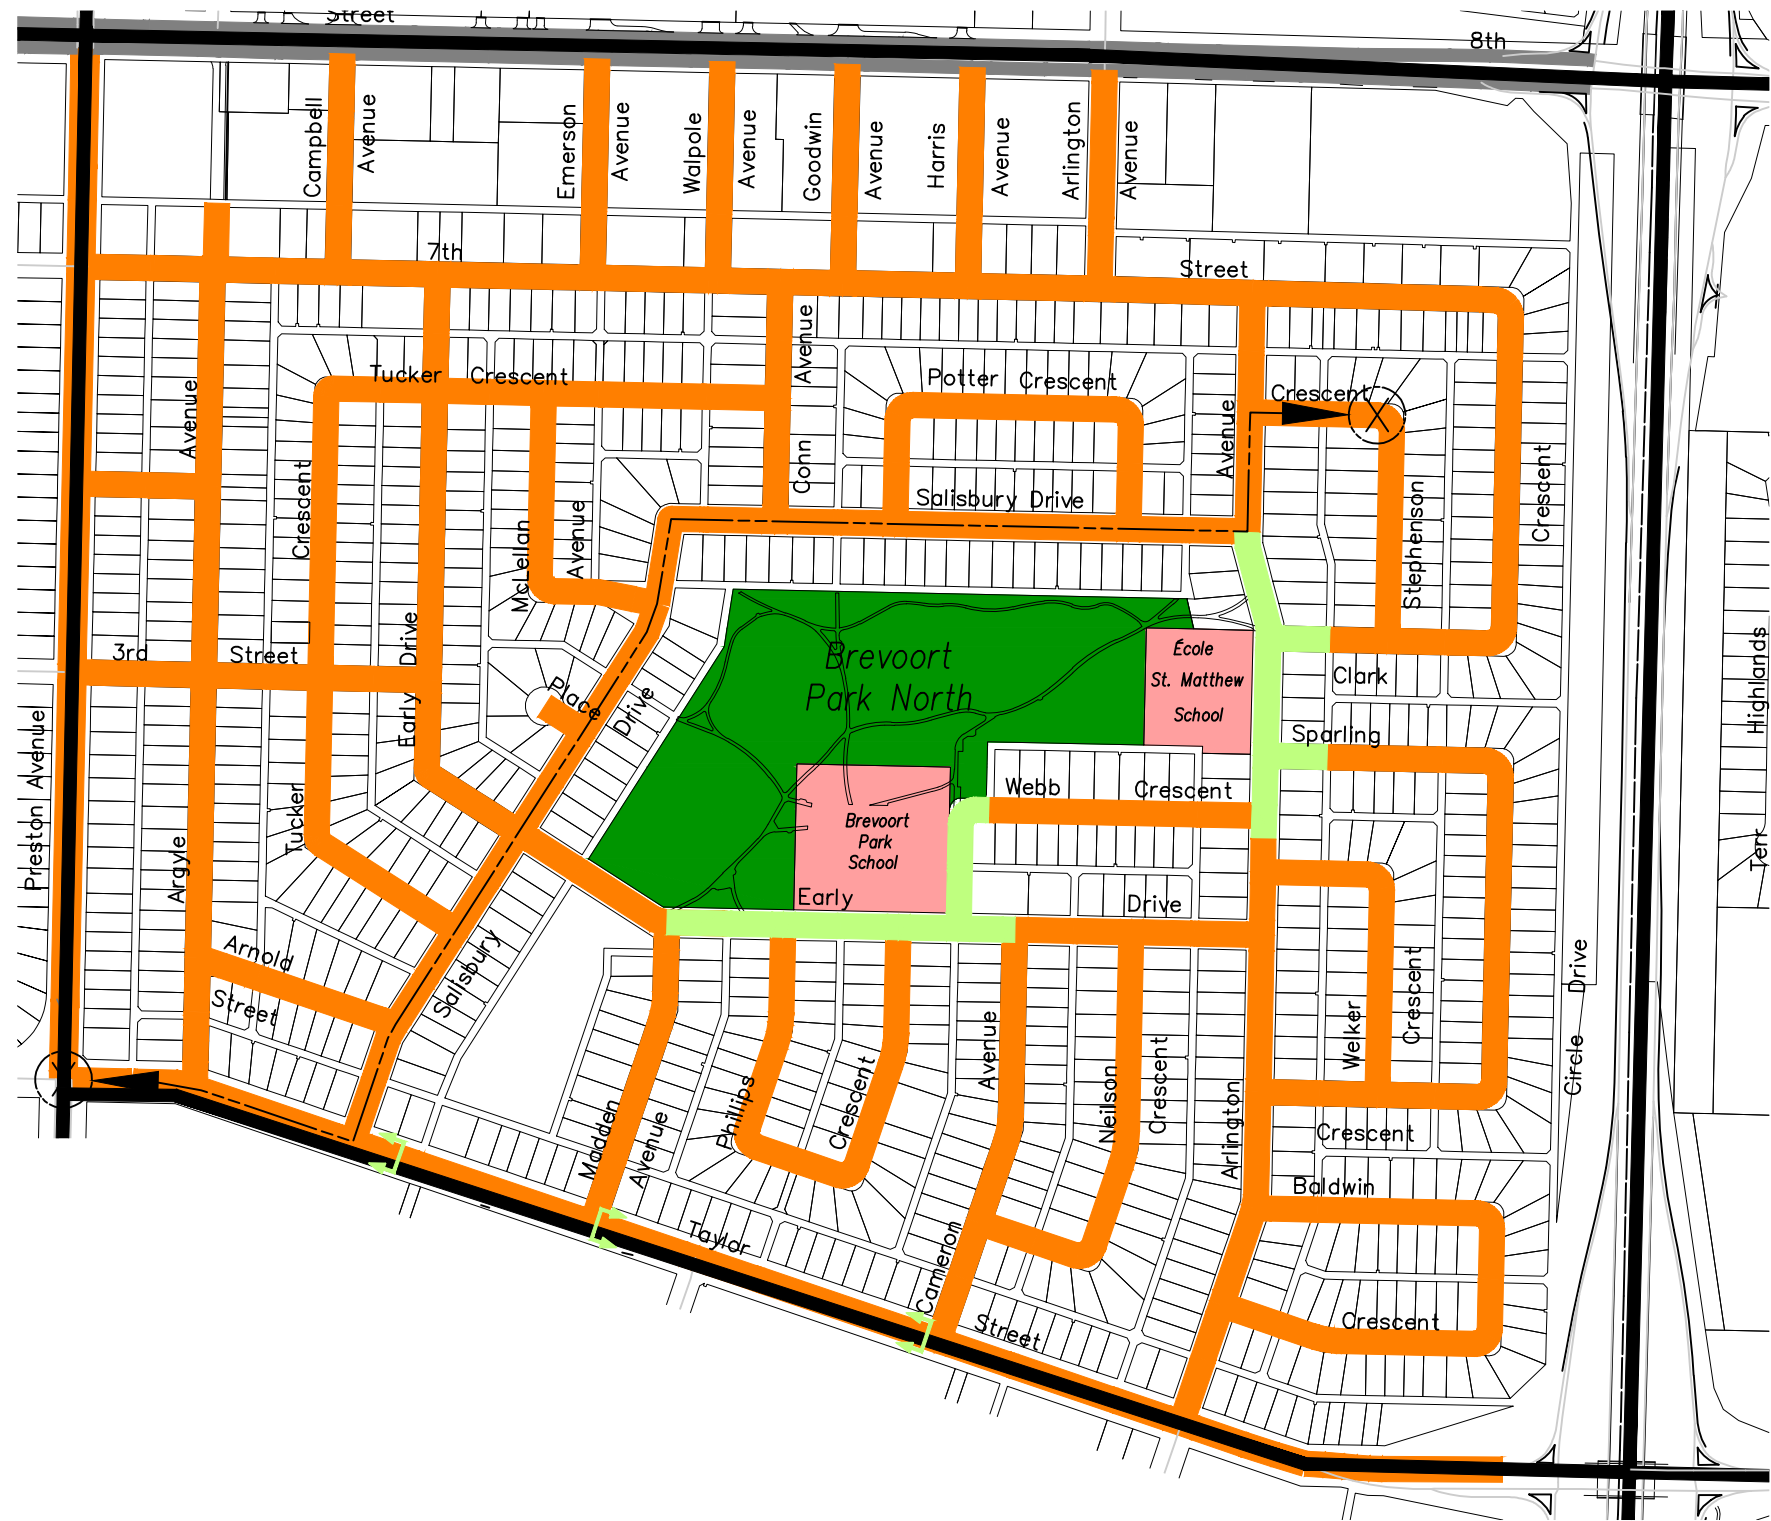 Street
8th
Campbell
Avenue
Emerson
Avenue
Walpole
Avenue
Goodwin
Avenue
Harris
Avenue
Arlington
Avenue
7th
Street
Tucker Crescent
Avenue
Conn
Potter Crescent
Crescent
Avenue
Avenue
Crescent
McLellan
Avenue
Salisbury Drive
Stephenson
Crescent
3rd
Street
Early Drive
Place
Drive
Brevoort
Park North
École
St. Matthew
School
Clark
Sparling
Highlands
Terr
Preston Avenue
Argyle
Tucker
Webb
Crescent
Brevoort
Park
School
Early
Drive
Arnold
Street
Salisbury
Madden
Avenue
Phillips
Crescent
Avenue
Cameron
Neilson
Crescent
Arlington
Weker
Crescent
Circle Drive
Crescent
Baldwin
Crescent
Taylor
Street